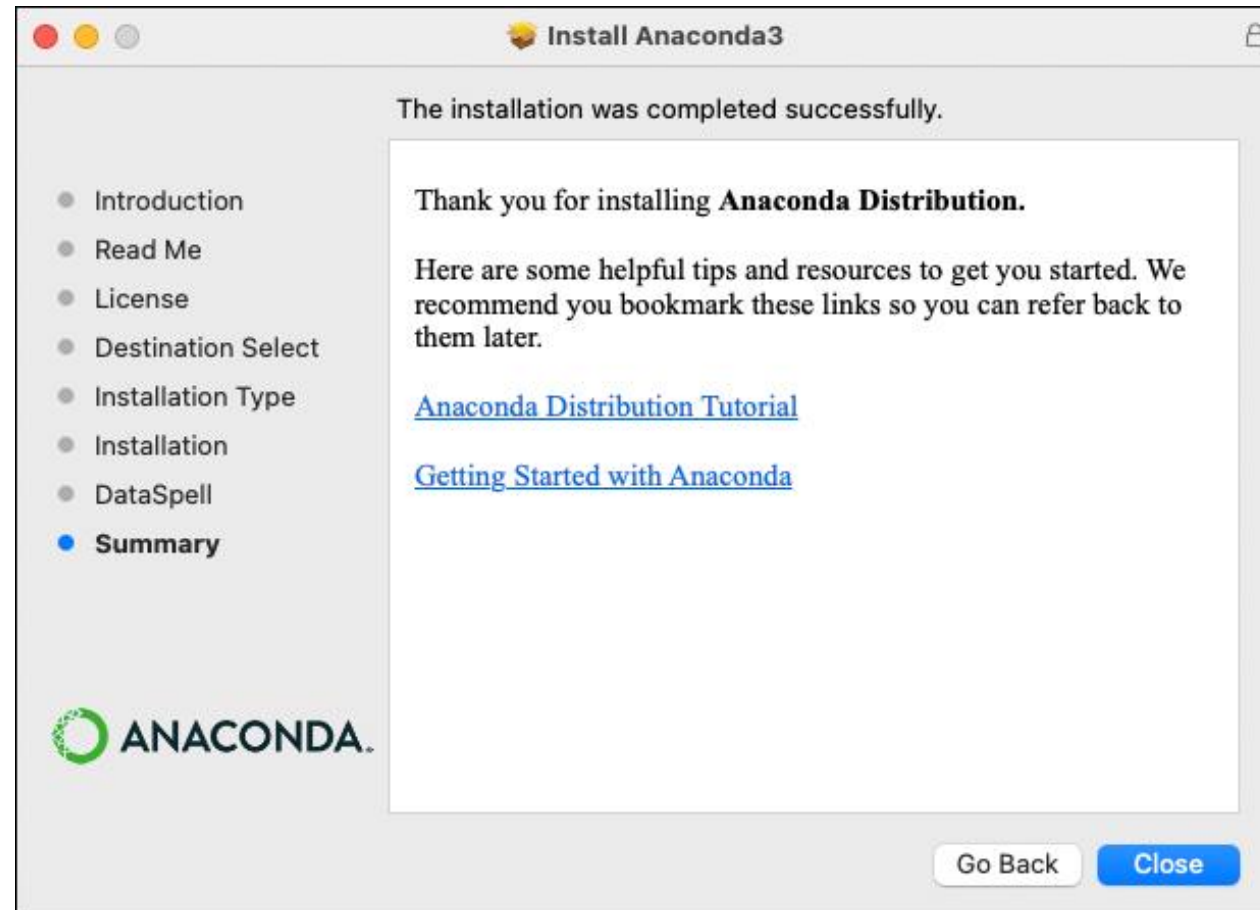 Install Anaconda3
The installation was completed successfully.
Introduction
Read Me
License
Destination Select
Installation Type
Installation
DataSpell
Summary
Thank you for installing Anaconda Distribution.
Here are some helpful tips and resources to get you started. We
recommend you bookmark these links so you can refer back to
them later.
Anaconda Distribution Tutorial
Getting Started with Anaconda
ANACONDA.
Go Back
Close